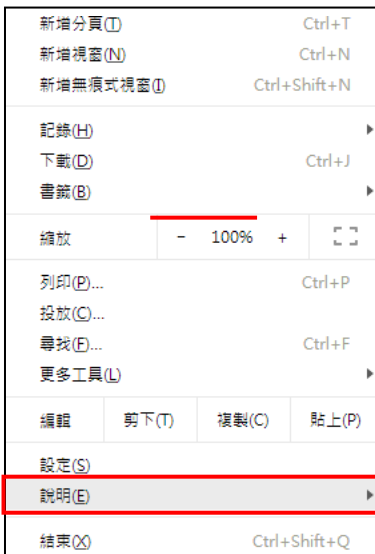 新增分頁(T) Ctrl+T
新增視窗(N) Ctrl+N
新增無痕式視窗(I) Ctrl+Shift+N
記錄(H)
下載(D) Ctrl+J
書籤(B)
縮放 - 100% +
列印(P)... Ctrl+P
投放(C)...
尋找(F)... Ctrl+F
更多工具(L)
編輯 剪下(T) 複製(C) 貼上(P)
設定(S)
說明(E)
結束(X) Ctrl+Shift+Q